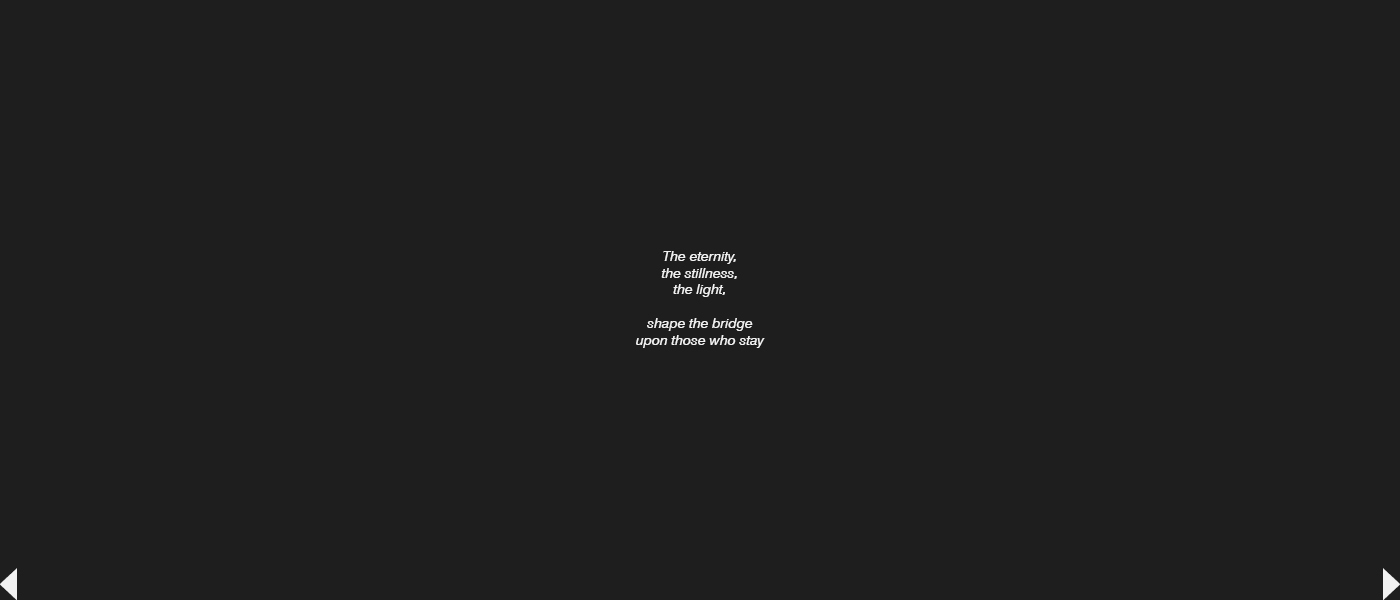 The eternity,
the stillness,
the light,
shape the bridge
upon those who stay